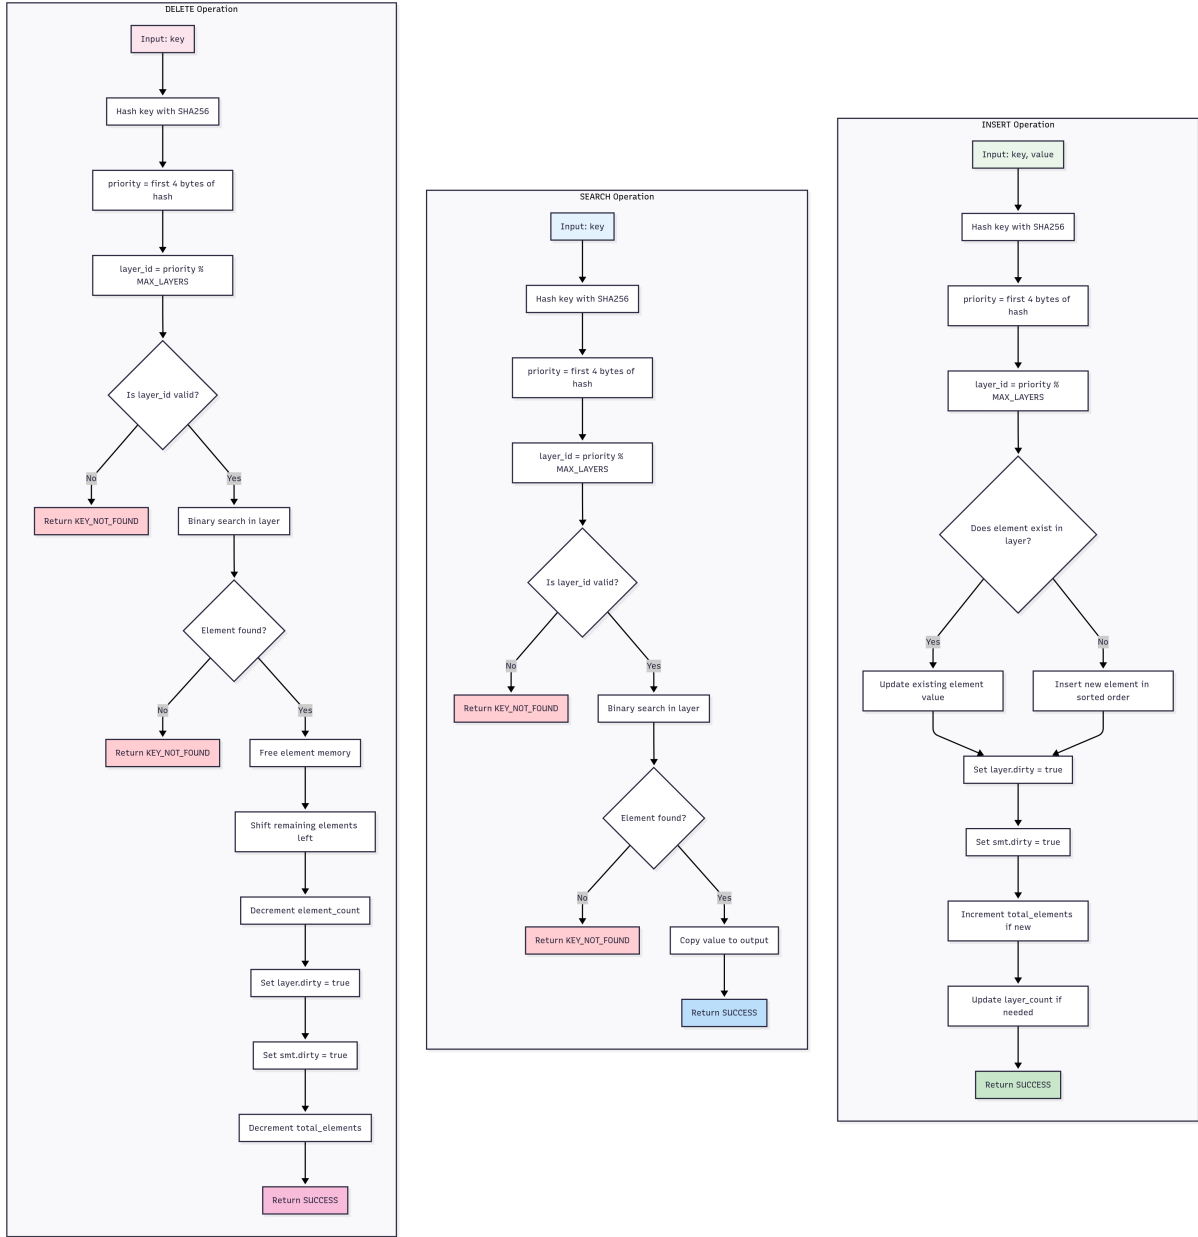 DELETE Operation
Input: key
Hash key with SHA256
priority = first 4 bytes of
hash
layer_id = priority %
MAX_LAYERS
Is layer_id valid?
No
Yes
Return KEY_NOT_FOUND
Binary search in layer
Element found?
No
Yes
Return KEY_NOT_FOUND
Free element memory
Shift remaining elements
left
Decrement element_count
Set layer.dirty = true
Set smt.dirty = true
Decrement total_elements
Return SUCCESS
SEARCH Operation
Input: key
Hash key with SHA256
priority = first 4 bytes of
hash
layer_id = priority %
MAX_LAYERS
Is layer_id valid?
No
Yes
Return KEY_NOT_FOUND
Binary search in layer
Element found?
No
Yes
Return KEY_NOT_FOUND
Copy value to output
Return SUCCESS
INSERT Operation
Input: key, value
Hash key with SHA256
priority = first 4 bytes of
hash
layer_id = priority %
MAX_LAYERS
Does element exist in
layer?
Yes
No
Update existing element
value
Insert new element in
sorted order
Set layer.dirty = true
Set smt.dirty = true
Increment total_elements
if new
Update layer_count if
needed
Return SUCCESS